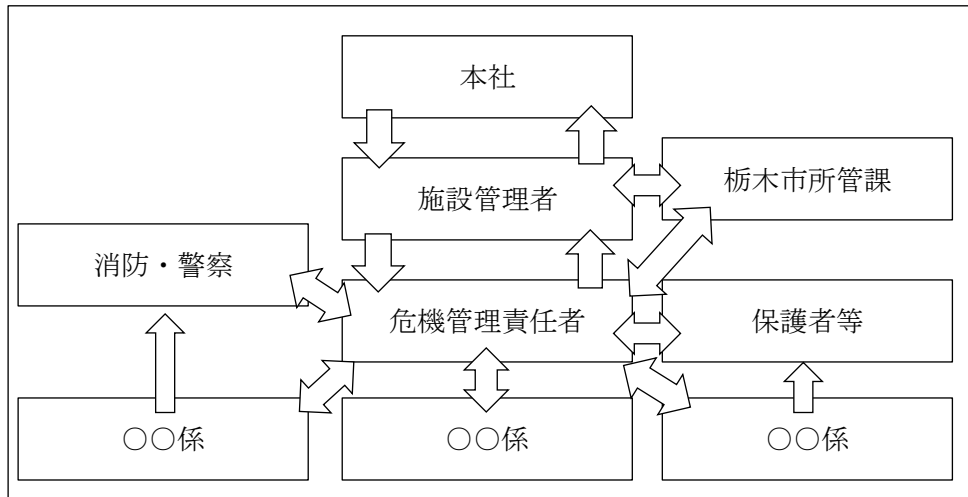 本社
施設管理者
栃木市所管課
消防・警察
危機管理責任者
保護者等
○○係
○○係
○○係